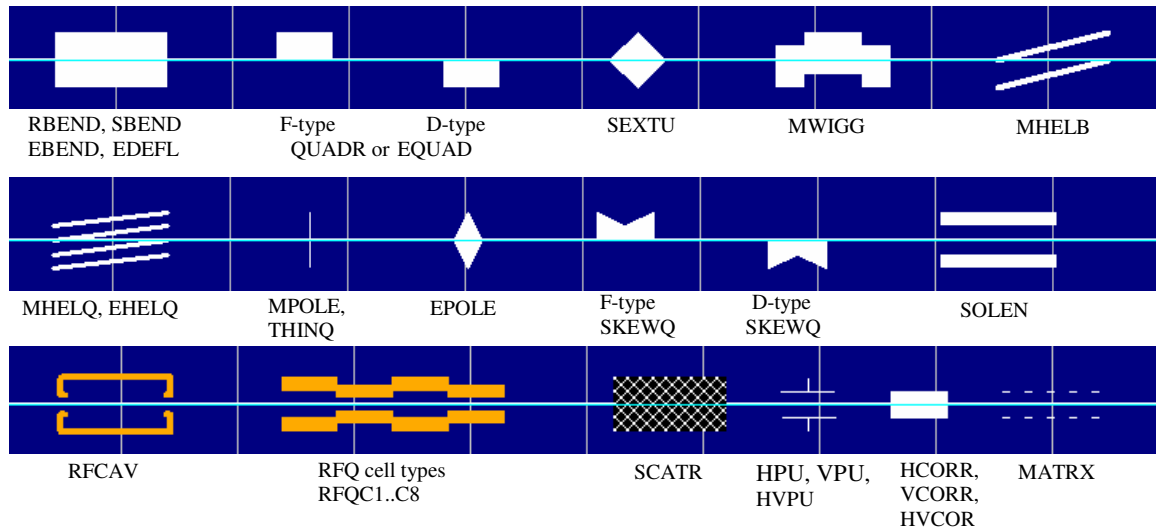 RBEND, SBEND
EBEND, EDEFL
F-type D-type
QUADR or EQUAD
SEXTU
MWIGG
MHELB
MHELQ, EHELQ
MPOLE,
THINQ
EPOLE
F-type
SKEWQ
D-type
SKEWQ
SOLEN
RFCAV
RFQ cell types
RFQC1..C8
SCATR
HPU, VPU,
HVPU
HCORR,
VCORR,
HVCOR
MATRX